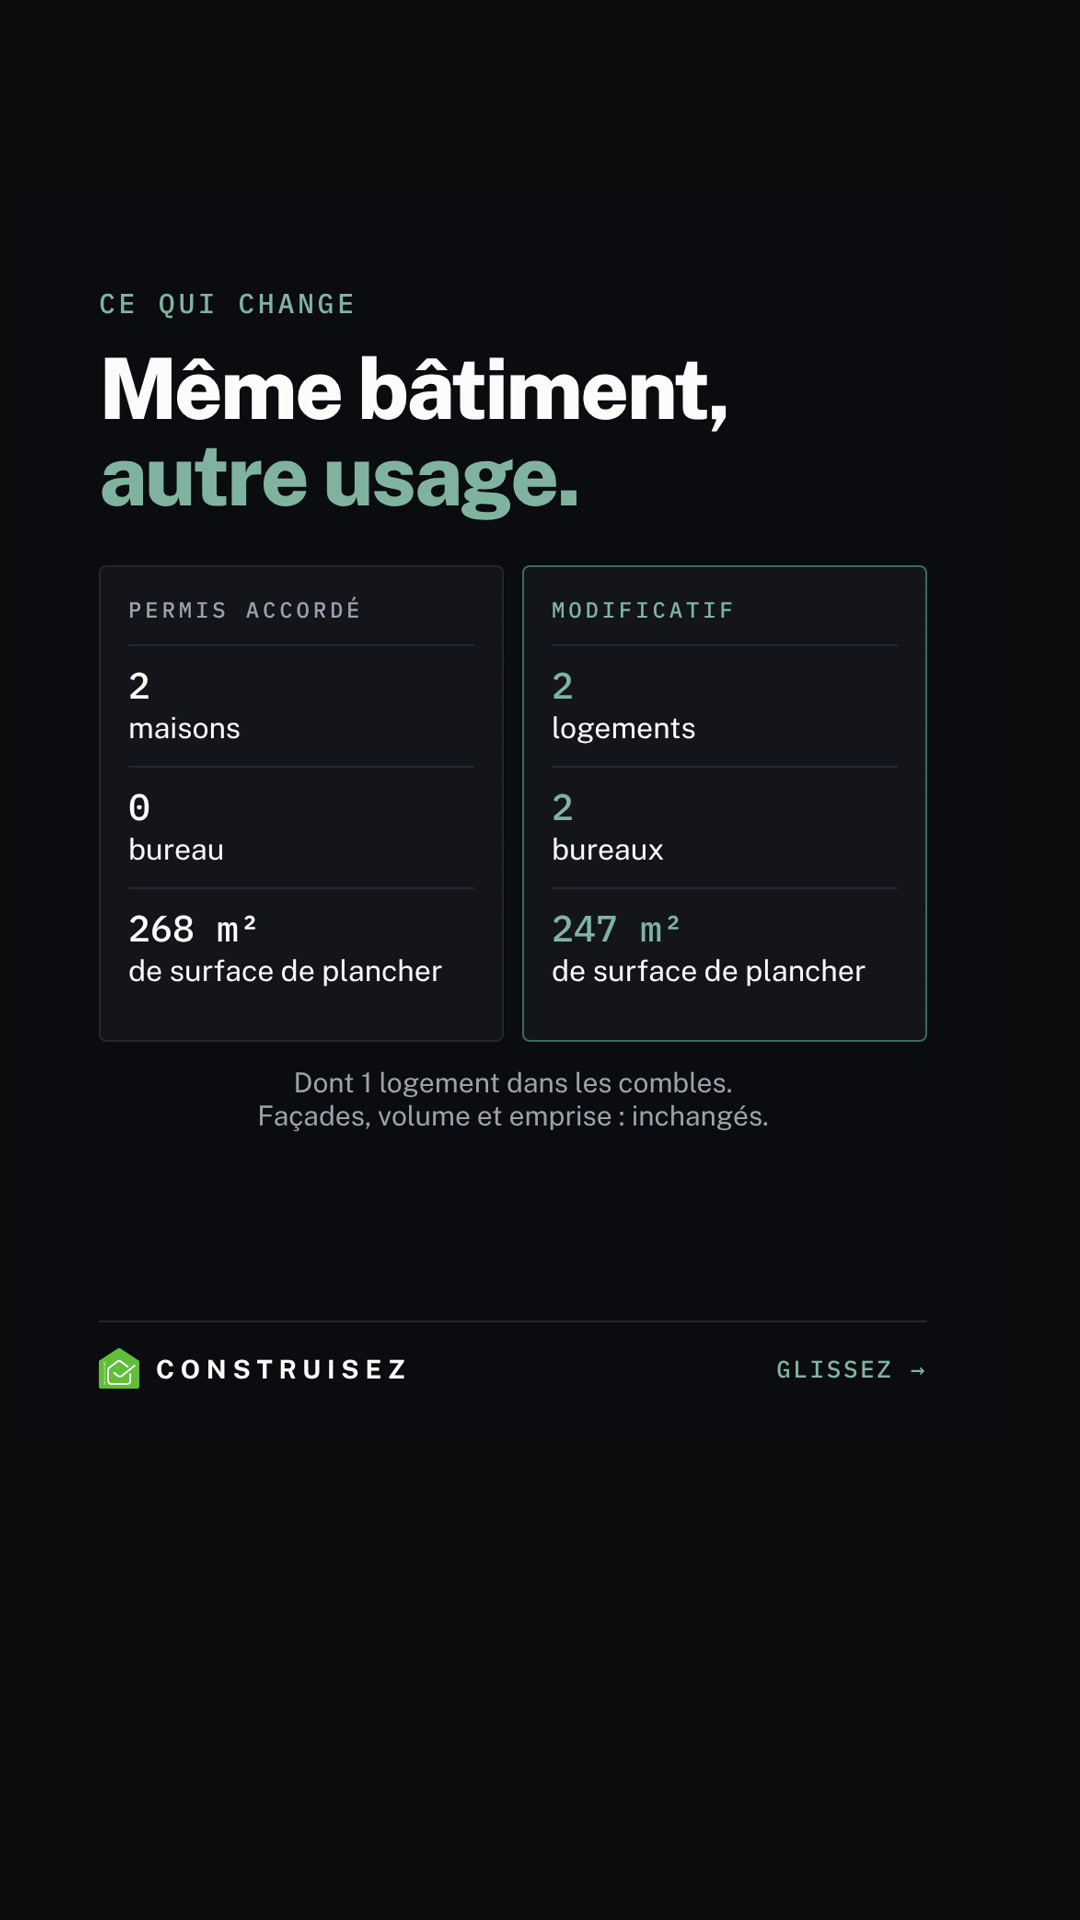 CE QUI CHANGE
Même bâtiment,
autre usage.
PERMIS ACCORDÉ
2
maisons
0
bureau
268 m²
de surface de plancher
MODIFICATIF
2
logements
2
bureaux
247 m²
de surface de plancher
Dont 1 logement dans les combles.
Façades, volume et emprise : inchangés.
CONSTRUISEZ
GLISSEZ →